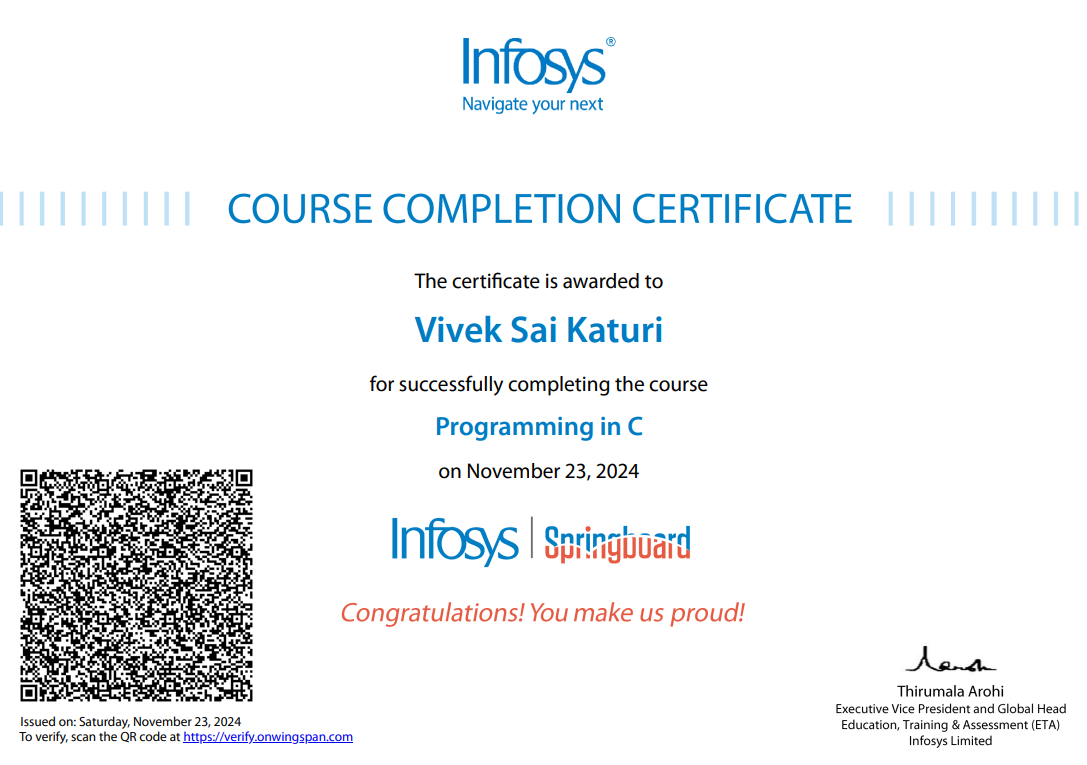 Infosys®
Navigate your next
COURSE COMPLETION CERTIFICATE
The certificate is awarded to
Vivek Sai Katuri
for successfully completing the course
Programming in C
on November 23, 2024
Infosys | Springboard
Congratulations! You make us proud!
Issued on: Saturday, November 23, 2024
To verify, scan the QR code at https://verify.onwingspan.com
Thirumala Arohi
Executive Vice President and Global Head
Education, Training & Assessment (ETA)
Infosys Limited